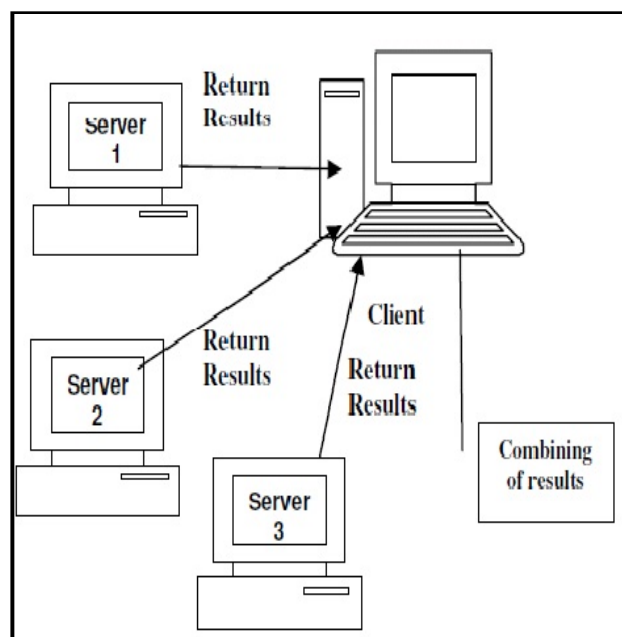 Return
Results
Server
1
Client
Return
Results
Server
2
Return
Results
Combining
of results
Server
3